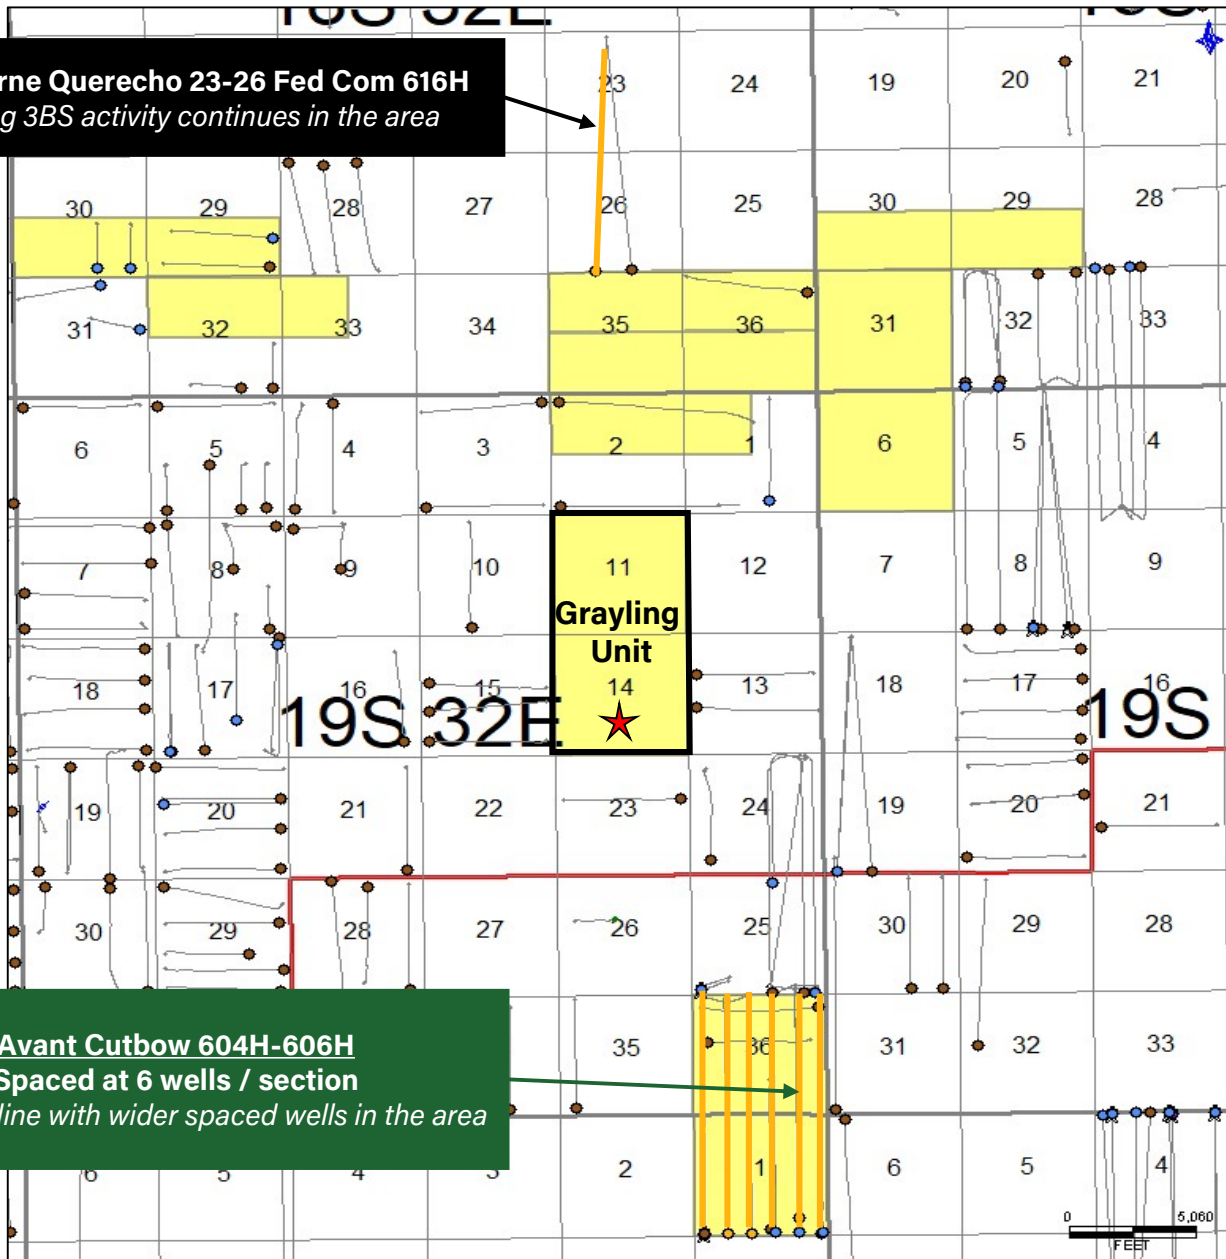 23 24 19 20 21
rne Querecho 23-26 Fed Com 616H
g 3BS activity continues in the area
30 29 28 27 26 25 30 29 28
31 32 33 34 35 36 31 32 33
6 5 4 3 2 1 6 5 4
7 8 9 10 11 12 7 8 9
Grayling
Unit
18 17 16 15 14 13 18 17 16
19S 32E 19S
19 20 21 22 23 24 19 20 21
30 29 28 27 26 25 30 29 28
35 36 31 32 33
Avant Cutbow 604H-606H
Spaced at 6 wells / section
line with wider spaced wells in the area
6 5 4 3 2 1 6 5 4
0 5,060
FEET